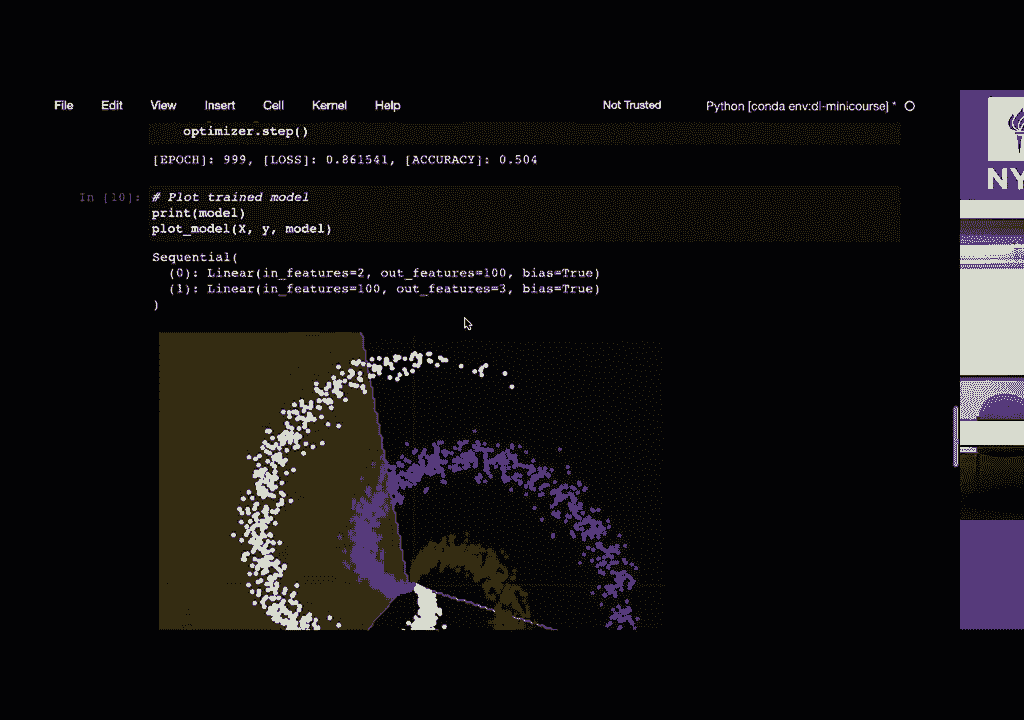 File Edit View Insert Cell Kernel Help Not Trusted Python [conda env:dl-minicourse] *
optimizer.step()
[EPOCH]: 999, [LOSS]: 0.861541, [ACCURACY]: 0.504
In [10]: # Plot trained model
print(model)
plot_model(X, y, model)
Sequential(
(0): Linear(in_features=2, out_features=100, bias=True)
(1): Linear(in_features=100, out_features=3, bias=True)
)
NY